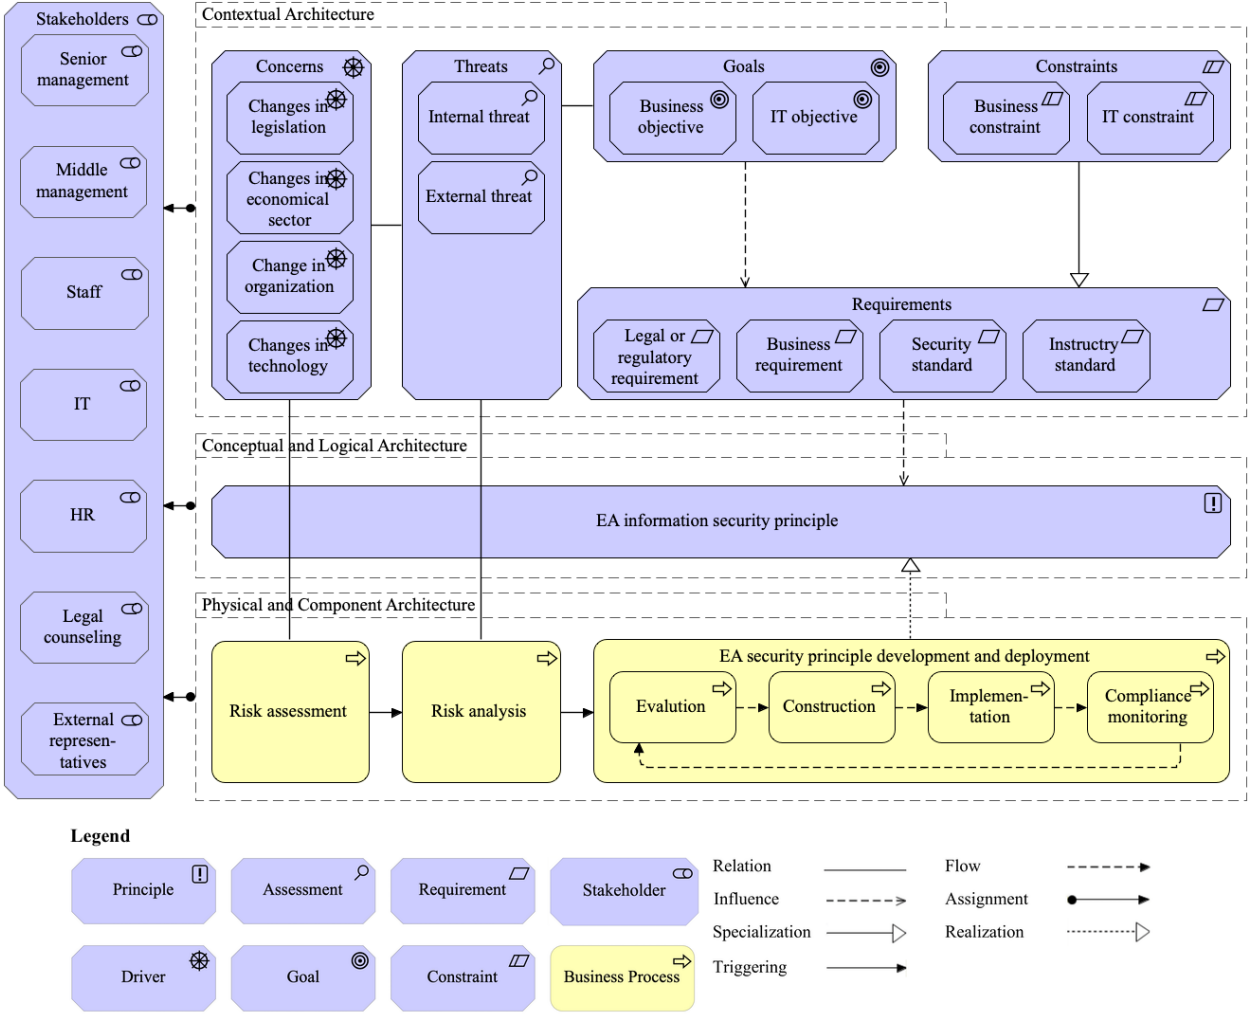 Stakeholders
Senior
management
Middle
management
Staff
IT
HR
Legal
counseling
External
represen-
tatives
Contextual Architecture
Concerns
Changes in
legislation
Changes in
economical
sector
Change in
organization
Changes in
technology
Threats
Internal threat
External threat
Goals
Business
objective
IT objective
Constraints
Business
constraint
IT constraint
Requirements
Legal or
regulatory
requirement
Business
requirement
Security
standard
Instructry
standard
Conceptual and Logical Architecture
EA information security principle
Physical and Component Architecture
Risk assessment
Risk analysis
EA security principle development and deployment
Evalution
Construction
Implemen-
tation
Compliance
monitoring
Legend
Principle
Assessment
Requirement
Stakeholder
Driver
Goal
Constraint
Business Process
Relation
Influence
Specialization
Triggering
Flow
Assignment
Realization